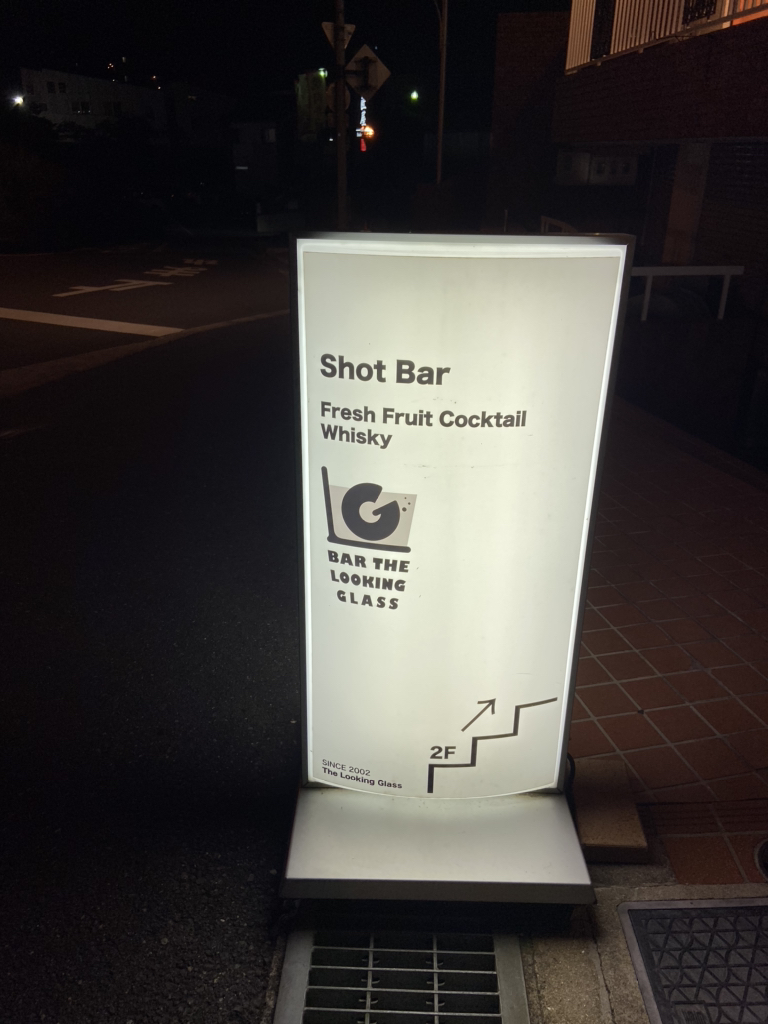 Shot Bar
Fresh Fruit Cocktail
Whisky
BAR THE
LOOKING
GLASS
2F
SINCE 2002
The Looking Glass